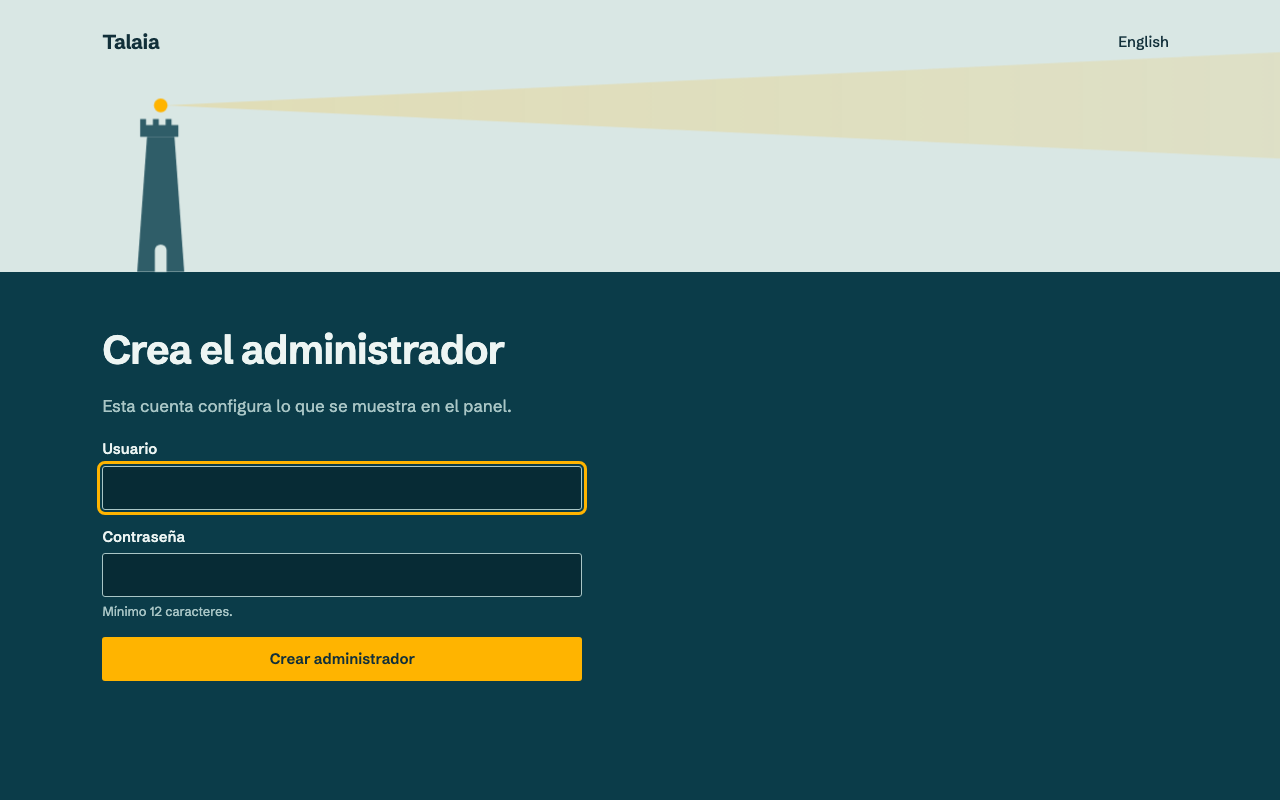 Talaia
English
Crea el administrador
Esta cuenta configura lo que se muestra en el panel.
Usuario
Contraseña
Mínimo 12 caracteres.
Crear administrador